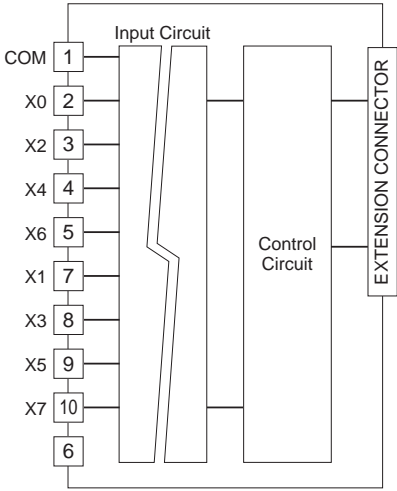 Input Circuit
COM 1
X0 2
X2 3
X4 4
X6 5
X1 7
X3 8
X5 9
X7 10
6
Control
Circuit
EXTENSION CONNECTOR